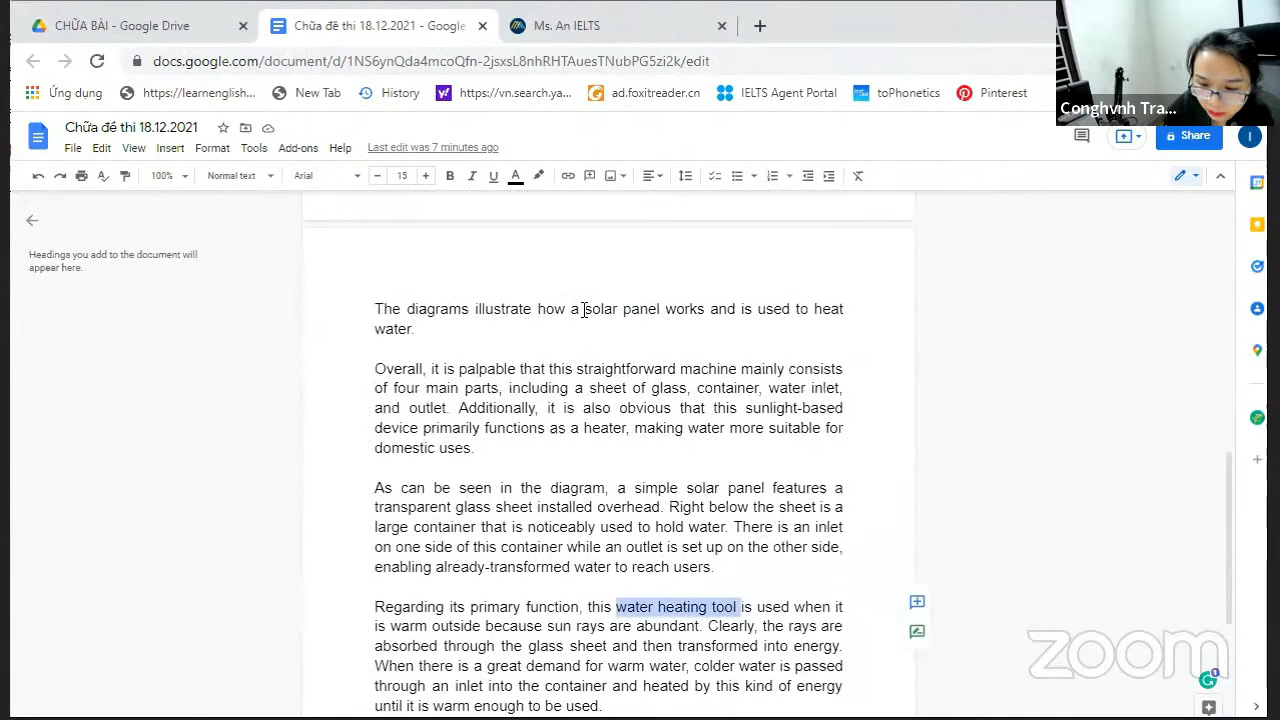 CHỮA BÀI - Google Drive
Chữa đề thi 18.12.2021 - Google
Ms. An IELTS
docs.google.com/document/d/1NS6ynQda4mcoQfn-2jsxsL8nhRHTAuesTNubPG5zi2k/edit
Ứng dụng https://learnenglish... New Tab History https://vn.search.ya... ad.foxitreader.cn IELTS Agent Portal toPhonetics Pinterest
Conghvnh Tra...
Chữa đề thi 18.12.2021
Share
I
File Edit View Insert Format Tools Add-ons Help Last edit was 7 minutes ago
100% Normal text Arial 15 B I U A
Headings you add to the document will
appear here.
The diagrams illustrate how a solar panel works and is used to heat
water.
Overall, it is palpable that this straightforward machine mainly consists
of four main parts, including a sheet of glass, container, water inlet,
and outlet. Additionally, it is also obvious that this sunlight-based
device primarily functions as a heater, making water more suitable for
domestic uses.
As can be seen in the diagram, a simple solar panel features a
transparent glass sheet installed overhead. Right below the sheet is a
large container that is noticeably used to hold water. There is an inlet
on one side of this container while an outlet is set up on the other side,
enabling already-transformed water to reach users.
Regarding its primary function, this water heating tool is used when it
is warm outside because sun rays are abundant. Clearly, the rays are
absorbed through the glass sheet and then transformed into energy.
When there is a great demand for warm water, colder water is passed
through an inlet into the container and heated by this kind of energy
until it is warm enough to be used.
zoom